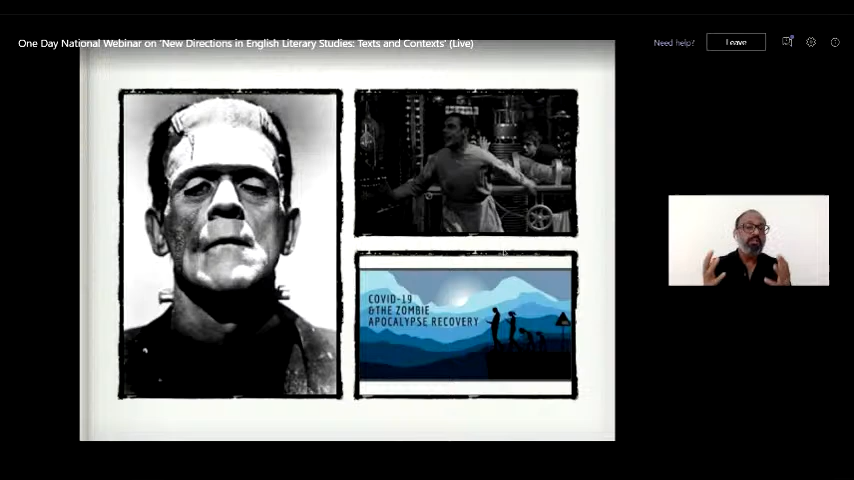 One Day National Webinar on 'New Directions in English Literary Studies: Texts and Contexts' (Live)
Need help?
Leave
COVID-19
&THE ZOMBIE
APOCALYPSE RECOVERY